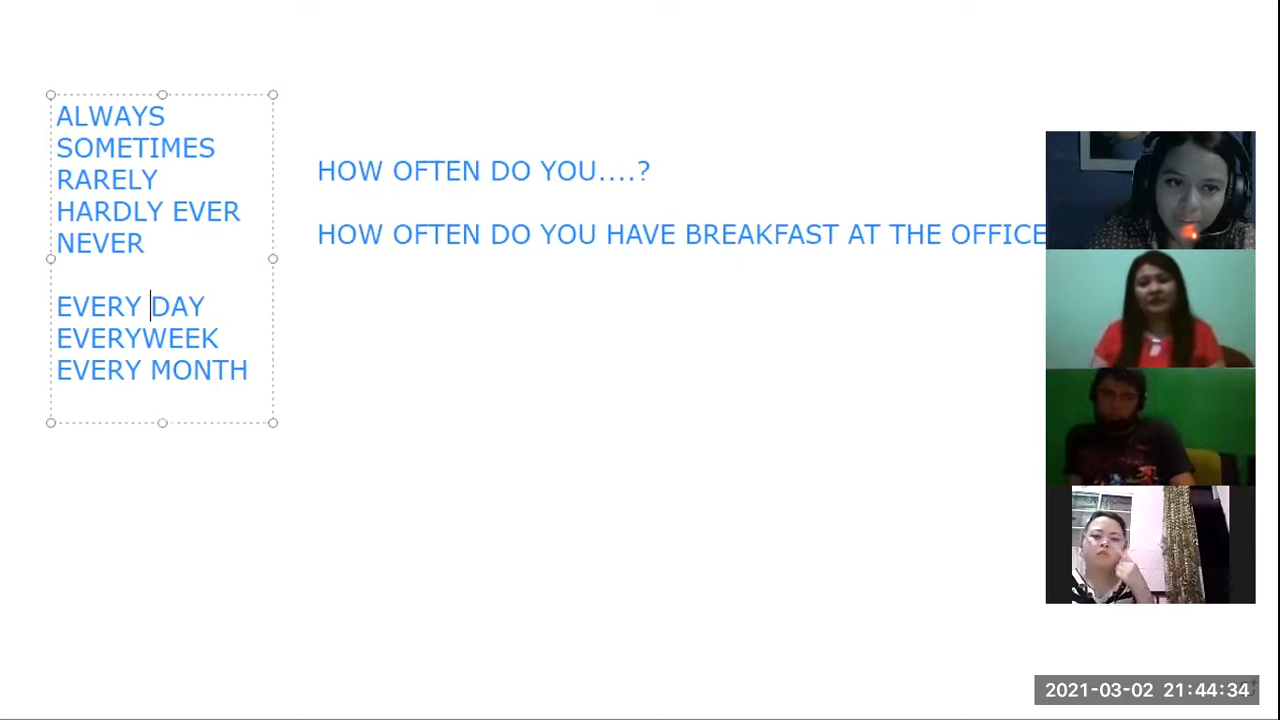 ALWAYS
SOMETIMES
RARELY
HARDLY EVER
NEVER
EVERY DAY
EVERYWEEK
EVERY MONTH
HOW OFTEN DO YOU....?
HOW OFTEN DO YOU HAVE BREAKFAST AT THE OFFICE
2021-03-02 21:44:34